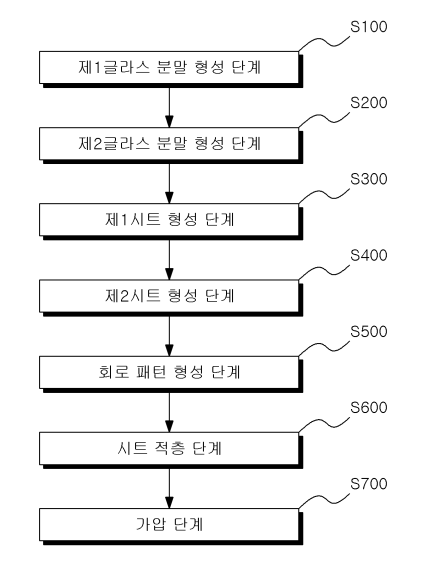 S100
제1글라스 분말 형성 단계
S200
제2글라스 분말 형성 단계
S300
제1시트 형성 단계
S400
제2시트 형성 단계
S500
회로 패턴 형성 단계
S600
시트 적층 단계
S700
가압 단계